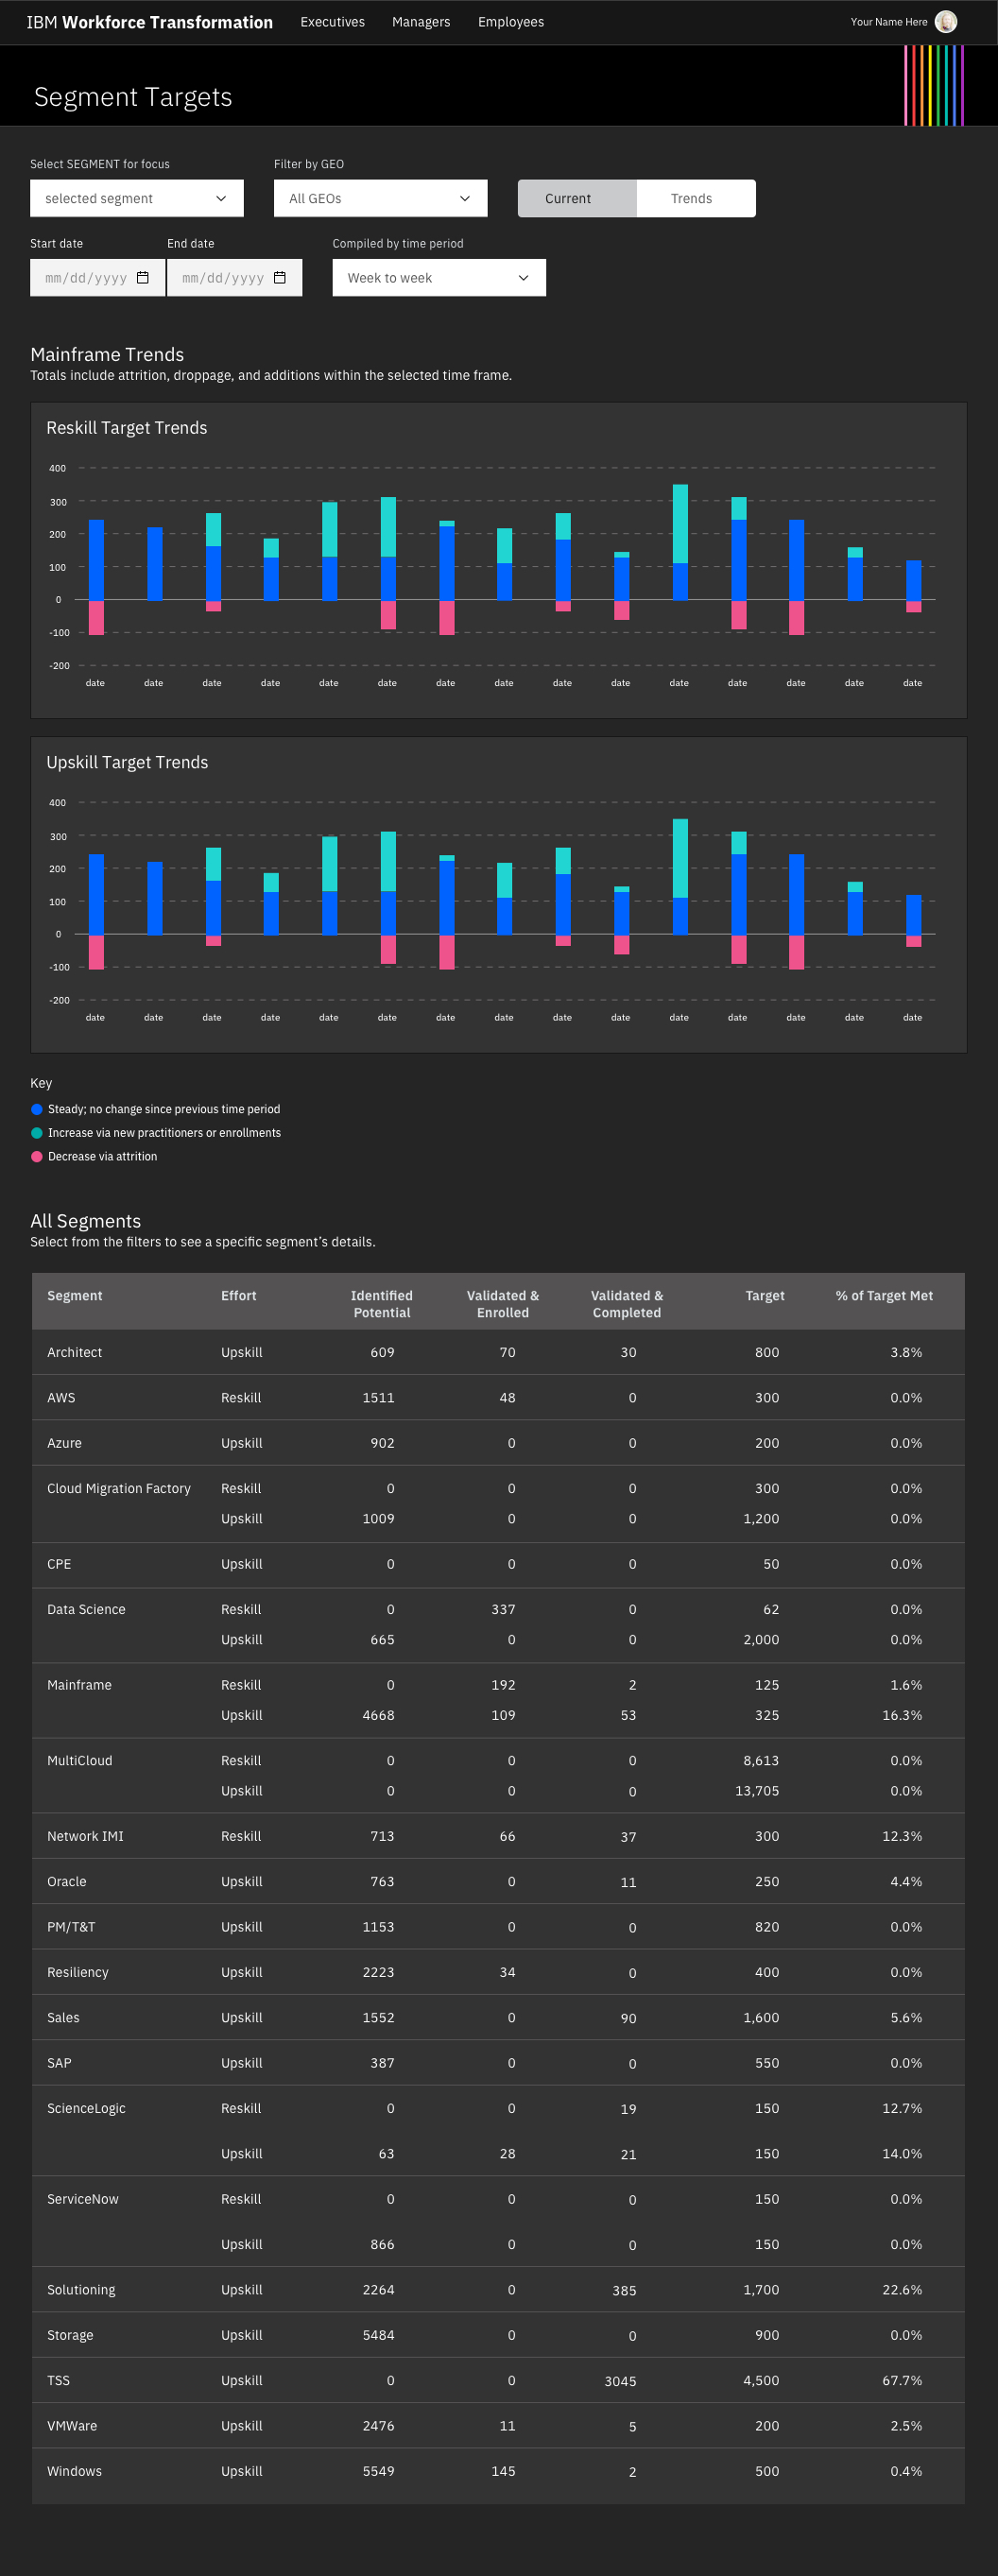 IBM Workforce Transformation Executives Managers Employees Your Name Here
Segment Targets
Select SEGMENT for focus Filter by GEO
selected segment All GEOs Current Trends
Start date End date Compiled by time period
mm/dd/yyyy mm/dd/yyyy Week to week
Mainframe Trends
Totals include attrition, droppage, and additions within the selected time frame.
Reskill Target Trends
400
300
200
100
0
-100
-200
date date date date date date date date date date date date date date date
Upskill Target Trends
400
300
200
100
0
-100
-200
date date date date date date date date date date date date date date date
Key
Steady; no change since previous time period
Increase via new practitioners or enrollments
Decrease via attrition
All Segments
Select from the filters to see a specific segment’s details.
Segment Effort Identified Validated & Validated & Target % of Target Met
Potential Enrolled Completed
Architect Upskill 609 70 30 800 3.8%
AWS Reskill 1511 48 0 300 0.0%
Azure Upskill 902 0 0 200 0.0%
Cloud Migration Factory Reskill 0 0 0 300 0.0%
Upskill 1009 0 0 1,200 0.0%
CPE Upskill 0 0 0 50 0.0%
Data Science Reskill 0 337 0 62 0.0%
Upskill 665 0 0 2,000 0.0%
Mainframe Reskill 0 192 2 125 1.6%
Upskill 4668 109 53 325 16.3%
MultiCloud Reskill 0 0 0 8,613 0.0%
Upskill 0 0 0 13,705 0.0%
Network IMI Reskill 713 66 37 300 12.3%
Oracle Upskill 763 0 11 250 4.4%
PM/T&T Upskill 1153 0 0 820 0.0%
Resiliency Upskill 2223 34 0 400 0.0%
Sales Upskill 1552 0 90 1,600 5.6%
SAP Upskill 387 0 0 550 0.0%
ScienceLogic Reskill 0 0 19 150 12.7%
Upskill 63 28 21 150 14.0%
ServiceNow Reskill 0 0 0 150 0.0%
Upskill 866 0 0 150 0.0%
Solutioning Upskill 2264 0 385 1,700 22.6%
Storage Upskill 5484 0 0 900 0.0%
TSS Upskill 0 0 3045 4,500 67.7%
VMWare Upskill 2476 11 5 200 2.5%
Windows Upskill 5549 145 2 500 0.4%